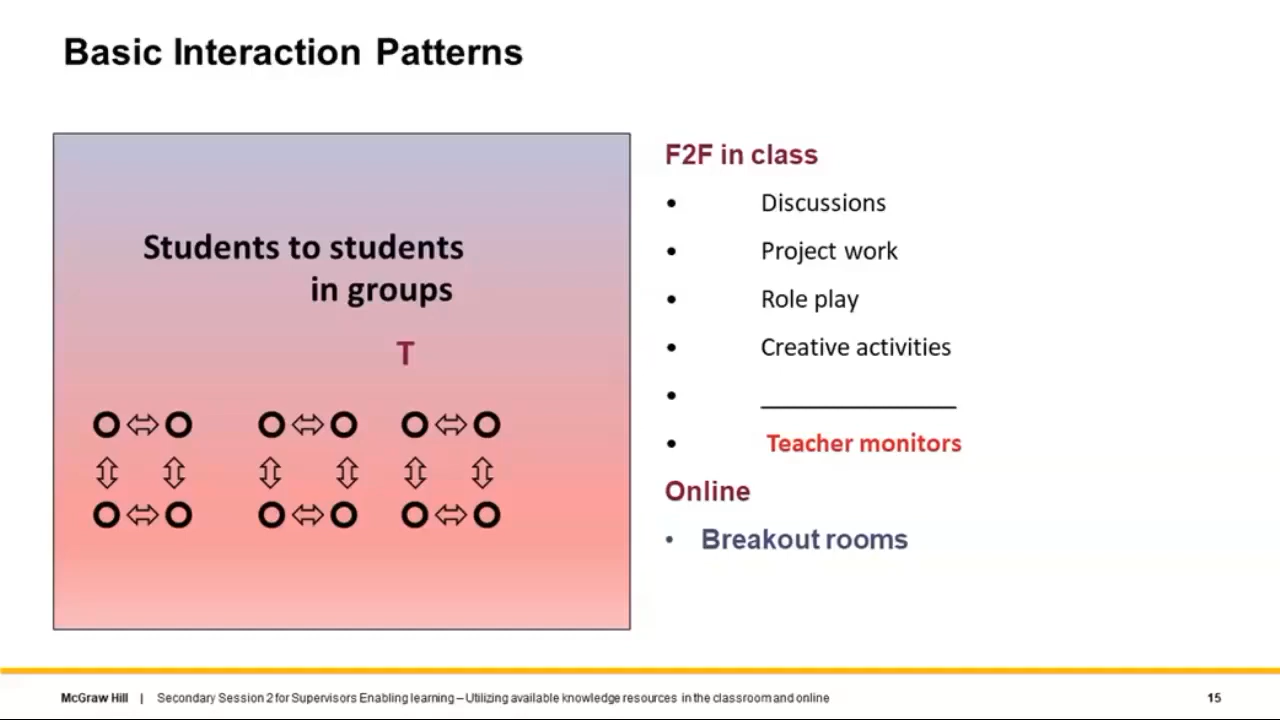 Basic Interaction Patterns
Students to students
in groups
T
F2F in class
• Discussions
• Project work
• Role play
• Creative activities
• _______________
• Teacher monitors
Online
• Breakout rooms
McGraw Hill | Secondary Session 2 for Supervisors Enabling learning – Utilizing available knowledge resources in the classroom and online 15